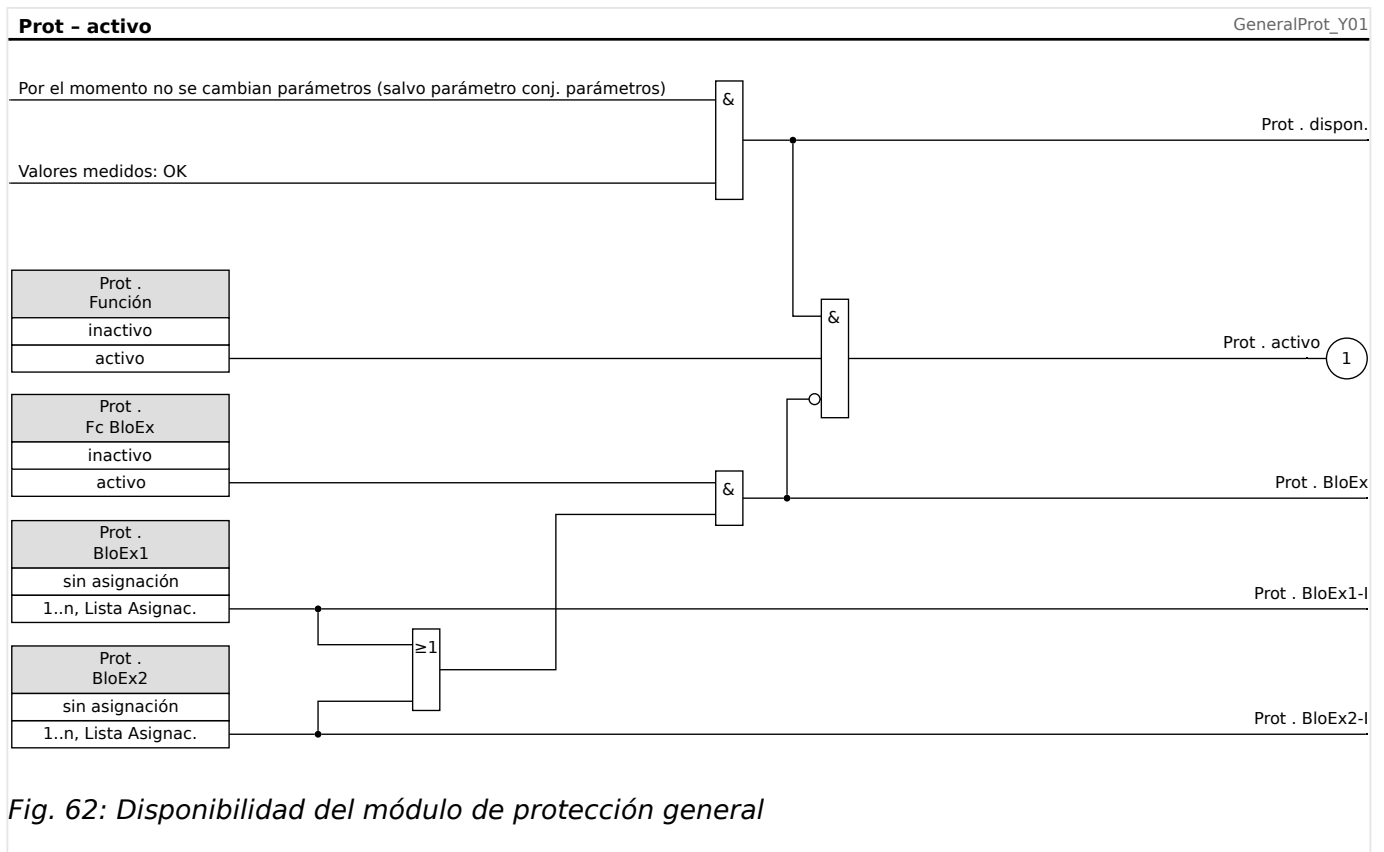 Prot – activo
GeneralProt_Y01
Por el momento no se cambian parámetros (salvo parámetro conj. parámetros)
&
Prot . dispon.
Valores medidos: OK
Prot .
Función
inactivo
activo
&
Prot . activo
1
Prot .
Fc BloEx
inactivo
activo
&
Prot . BloEx
Prot .
BloEx1
sin asignación
1..n, Lista Asignac.
Prot . BloEx1-I
≥1
Prot .
BloEx2
sin asignación
1..n, Lista Asignac.
Prot . BloEx2-I
Fig. 62: Disponibilidad del módulo de protección general